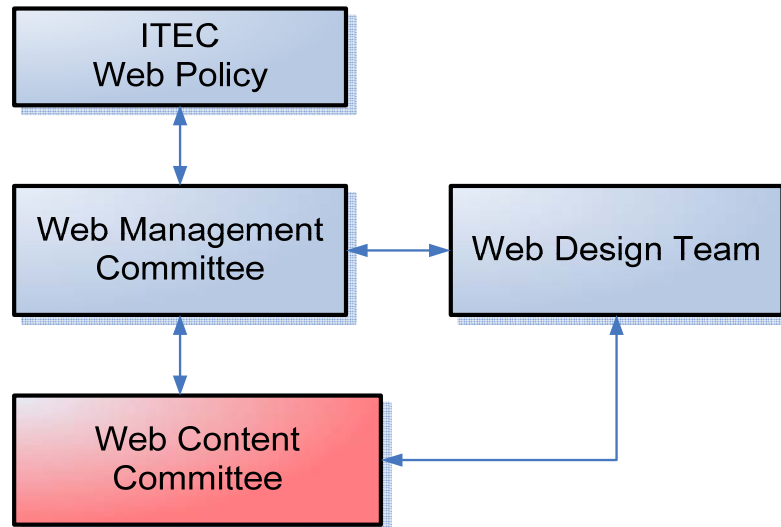 ITEC
Web Policy
Web Management
Committee
Web Design Team
Web Content
Committee